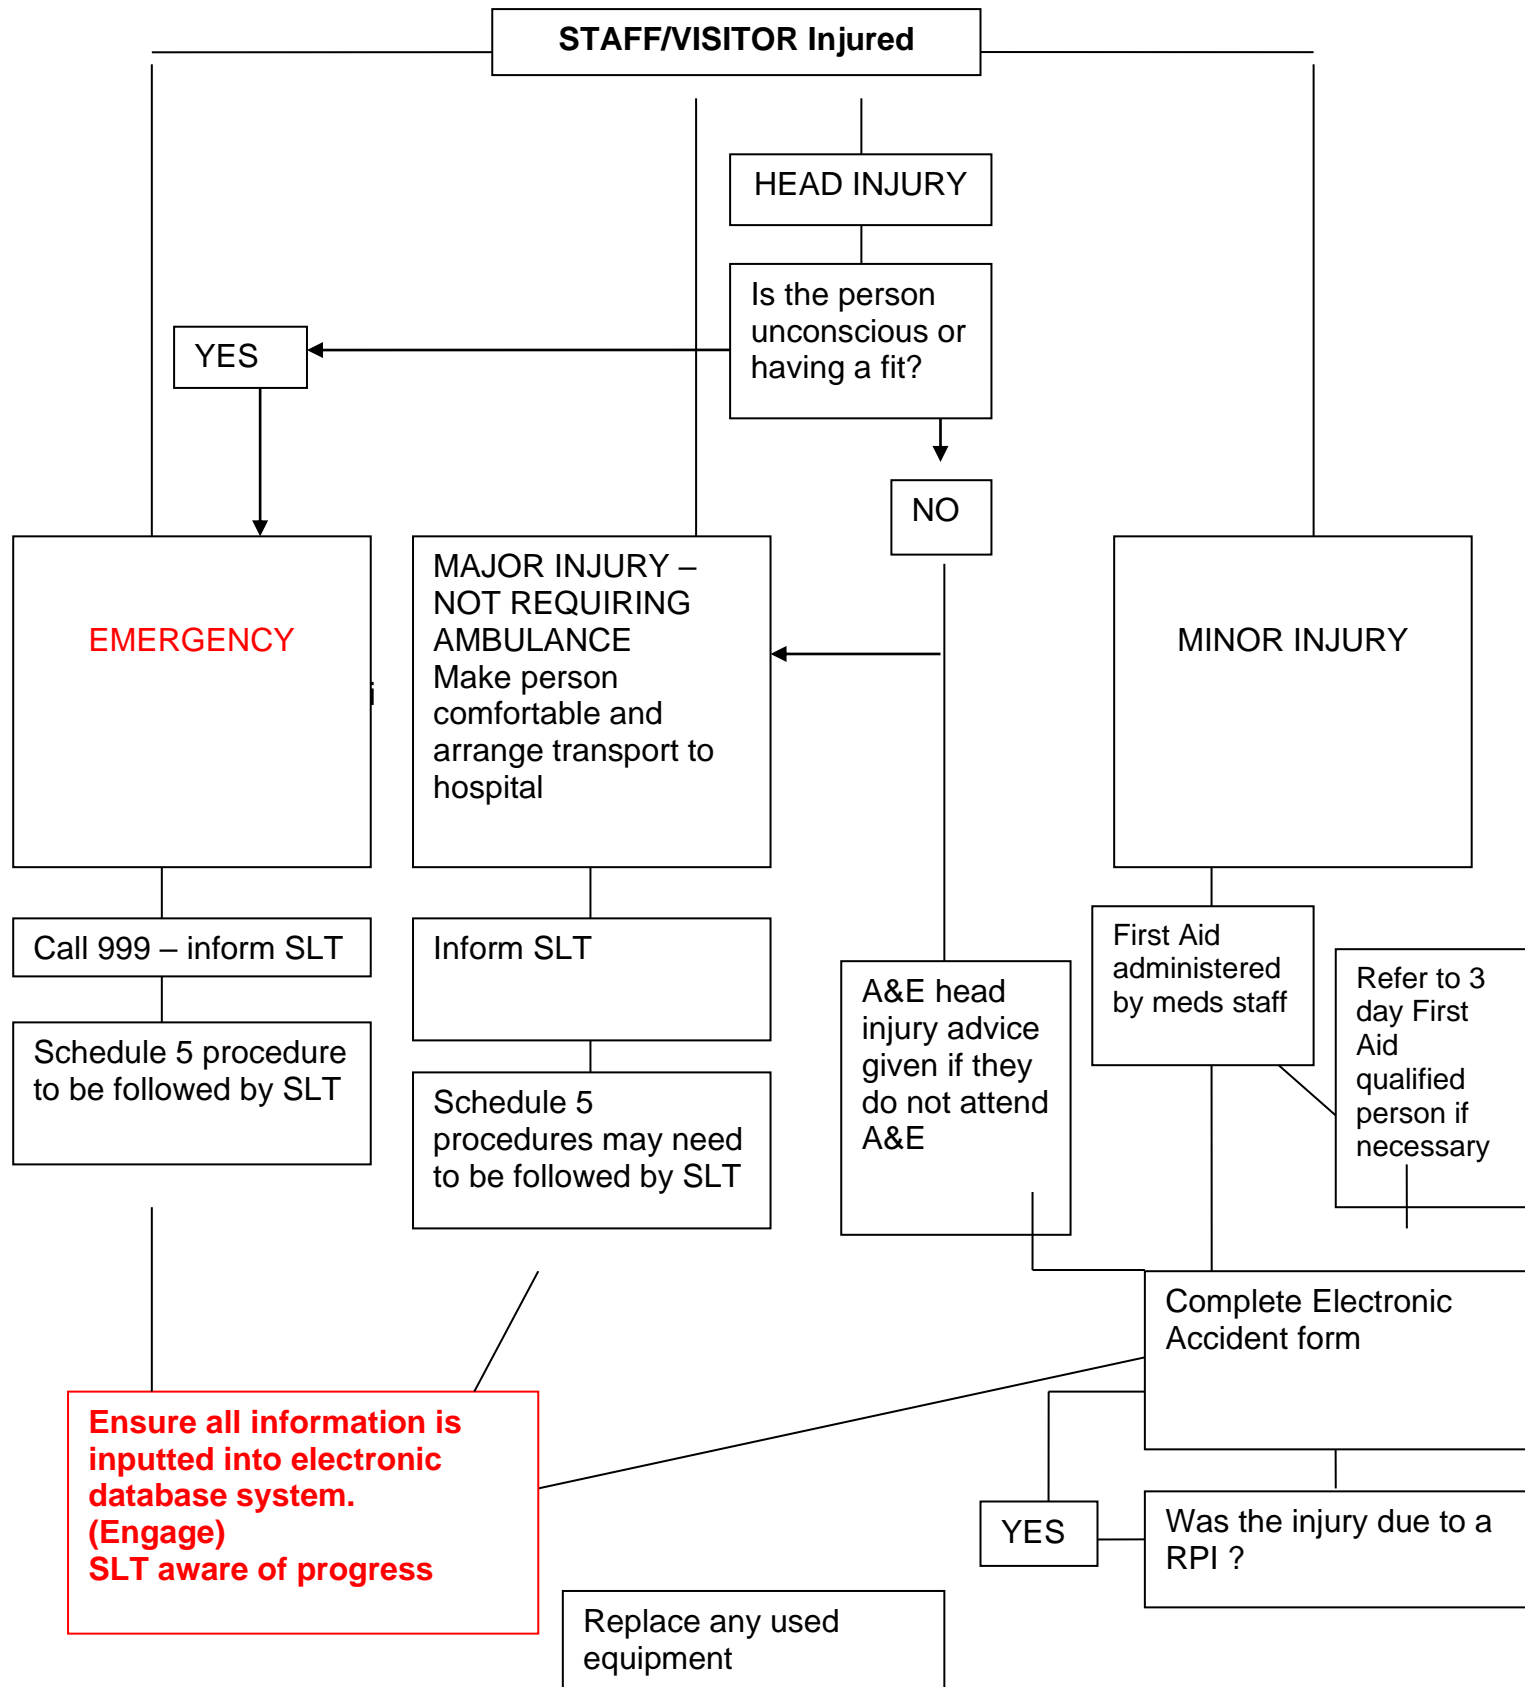 STAFF/VISITOR Injured
HEAD INJURY
Is the person
unconscious or
having a fit?
YES
NO
EMERGENCY
i
MAJOR INJURY –
NOT REQUIRING
AMBULANCE
Make person
comfortable and
arrange transport to
hospital
MINOR INJURY
Call 999 – inform SLT
Inform SLT
First Aid
administered
by meds staff
Refer to 3
day First
Aid
qualified
person if
necessary
A&E head
injury advice
given if they
do not attend
A&E
Schedule 5 procedure
to be followed by SLT
Schedule 5
procedures may need
to be followed by SLT
Complete Electronic
Accident form
Ensure all information is
inputted into electronic
database system.
(Engage)
SLT aware of progress
YES
Was the injury due to a
RPI ?
Replace any used
equipment